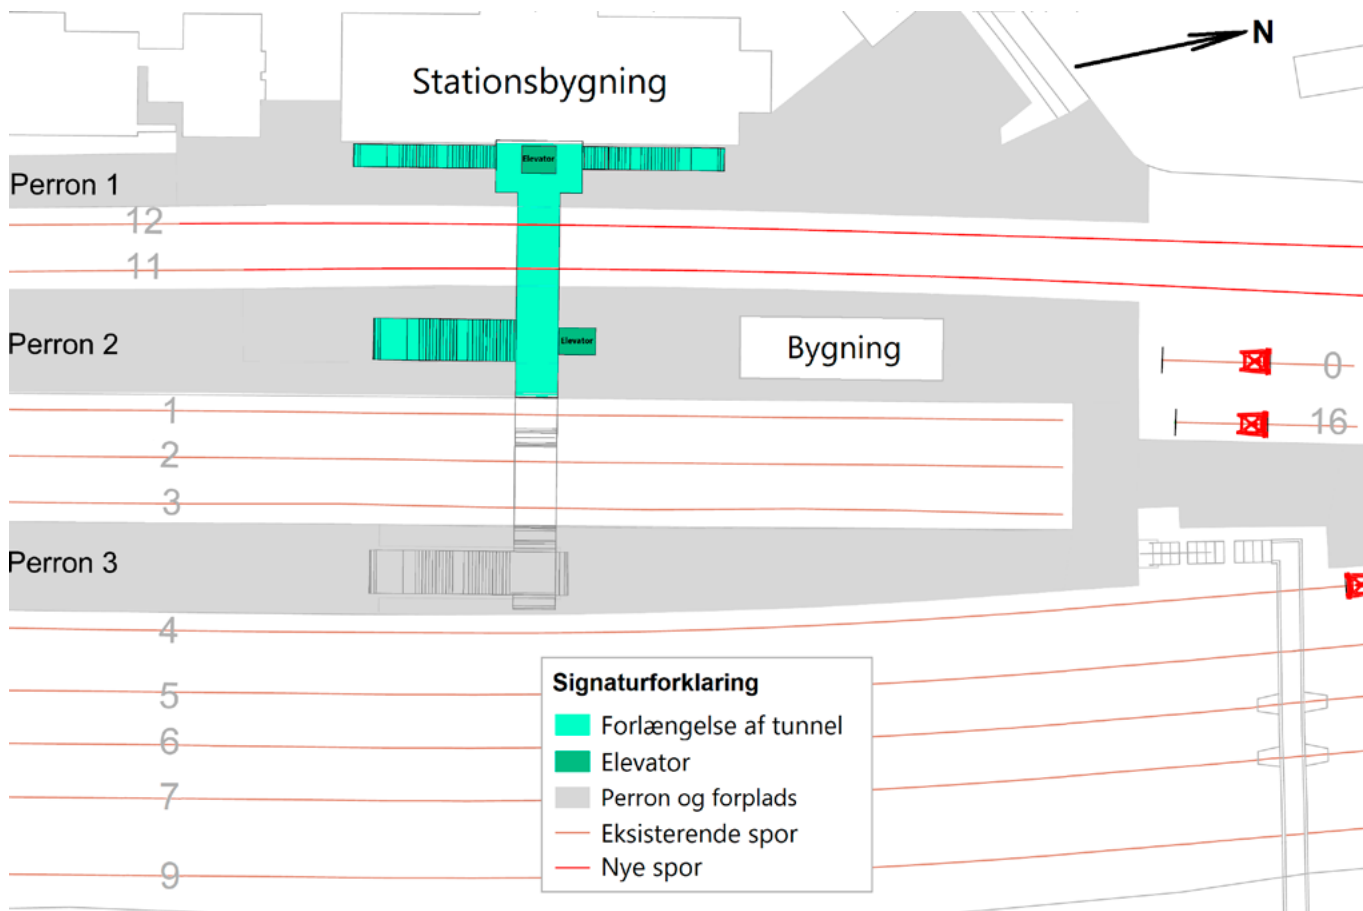 N
Stationsbygning
Elevator
Perron 1
12
11
Perron 2
Elevator
Bygning
0
1
16
2
3
Perron 3
4
5
6
7
9
Signaturforklaring
Forlængelse af tunnel
Elevator
Perron og forplads
Eksisterende spor
Nye spor